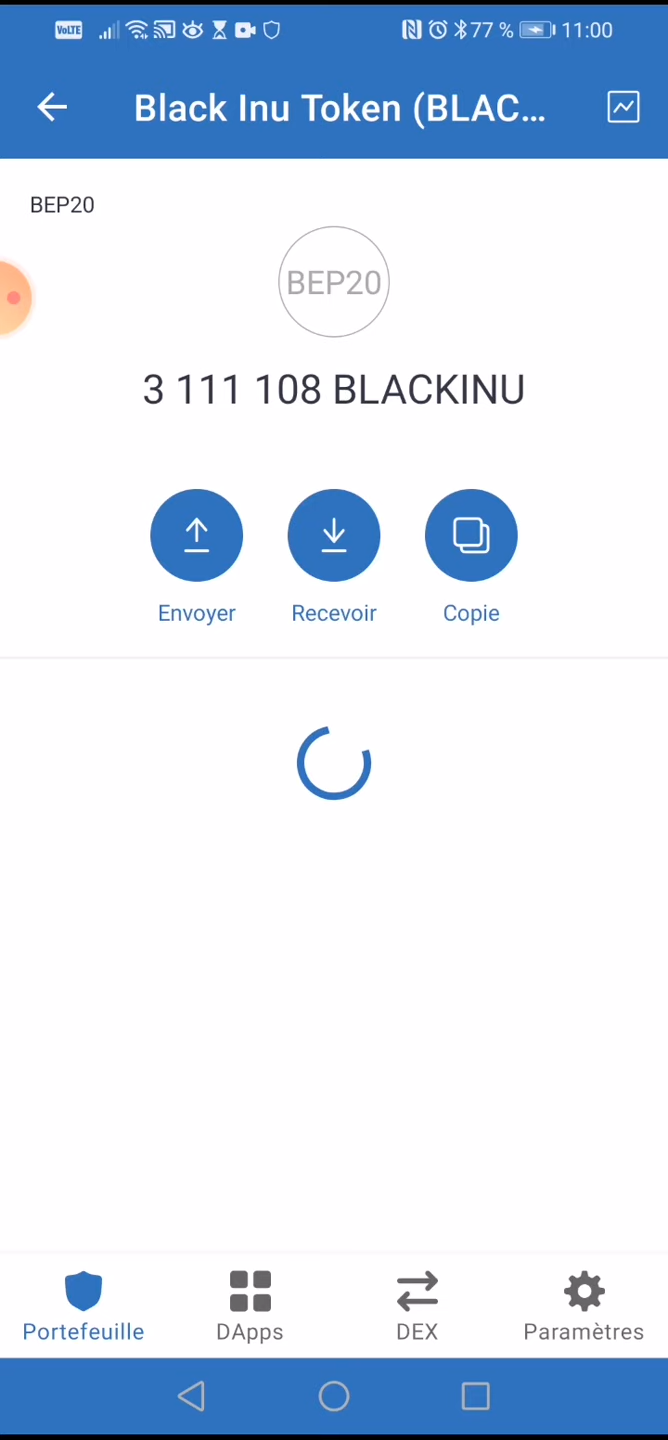 VoLTE 77 % 11:00
Black Inu Token (BLAC...
BEP20
BEP20
3 111 108 BLACKINU
Envoyer Recevoir Copie
Portefeuille DApps DEX Paramètres